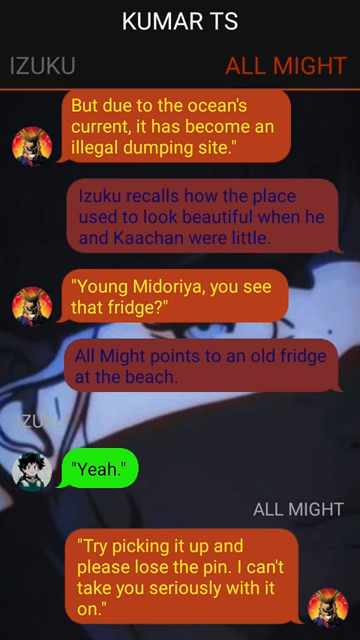 KUMAR TS
IZUKU
ALL MIGHT
But due to the ocean's
current, it has become an
illegal dumping site."
Izuku recalls how the place
used to look beautiful when he
and Kaachan were little.
"Young Midoriya, you see
that fridge?"
All Might points to an old fridge
at the beach.
IZUKU
"Yeah."
ALL MIGHT
"Try picking it up and
please lose the pin. I can't
take you seriously with it
on."